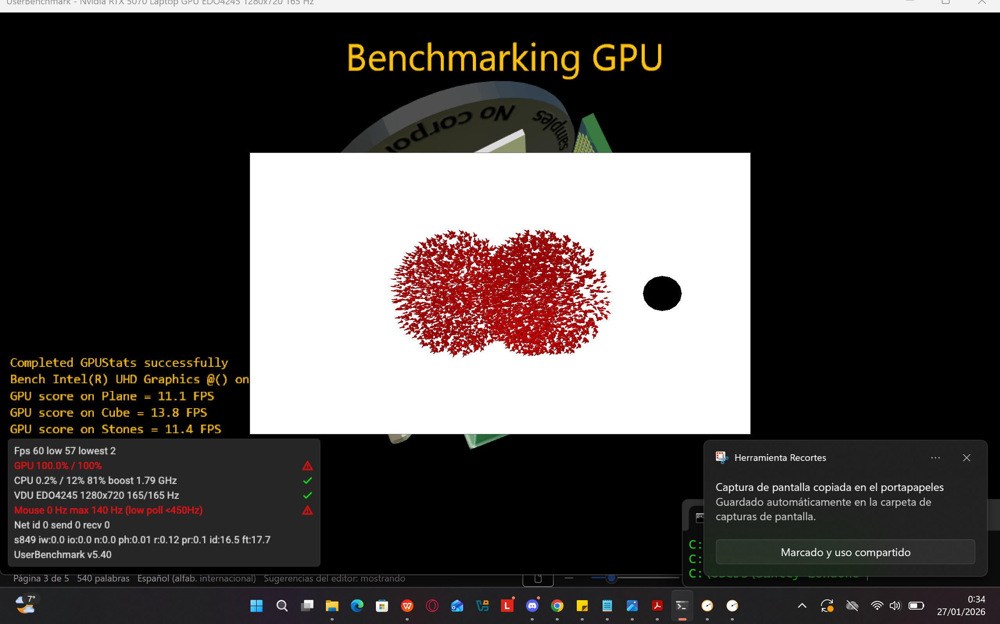 UserBenchmark - Nvidia RTX 5070 Laptop GPU EDO4245 1280x720 165 Hz
Benchmarking GPU
No corpor
samples
Completed GPUStats successfully
Bench Intel(R) UHD Graphics @() on
GPU score on Plane = 11.1 FPS
GPU score on Cube = 13.8 FPS
GPU score on Stones = 11.4 FPS
Fps 60 low 57 lowest 2
GPU 100.0% / 100%
CPU 0.2% / 12% 81% boost 1.79 GHz
VDU EDO4245 1280x720 165/165 Hz
Mouse 0 Hz max 140 Hz (low poll <450Hz)
Net id 0 send 0 recv 0
s849 iw:0.0 io:0.0 n:0.0 ph:0.01 r:0.12 pr:0.1 id:16.5 ft:17.7
UserBenchmark v5.40
Herramienta Recortes
Captura de pantalla copiada en el portapapeles
Guardado automáticamente en la carpeta de
capturas de pantalla.
Marcado y uso compartido
C:
C:
C:
Página 3 de 5 540 palabras Español (alfab. internacional) Sugerencias del editor: mostrando
7°
0:34
27/01/2026